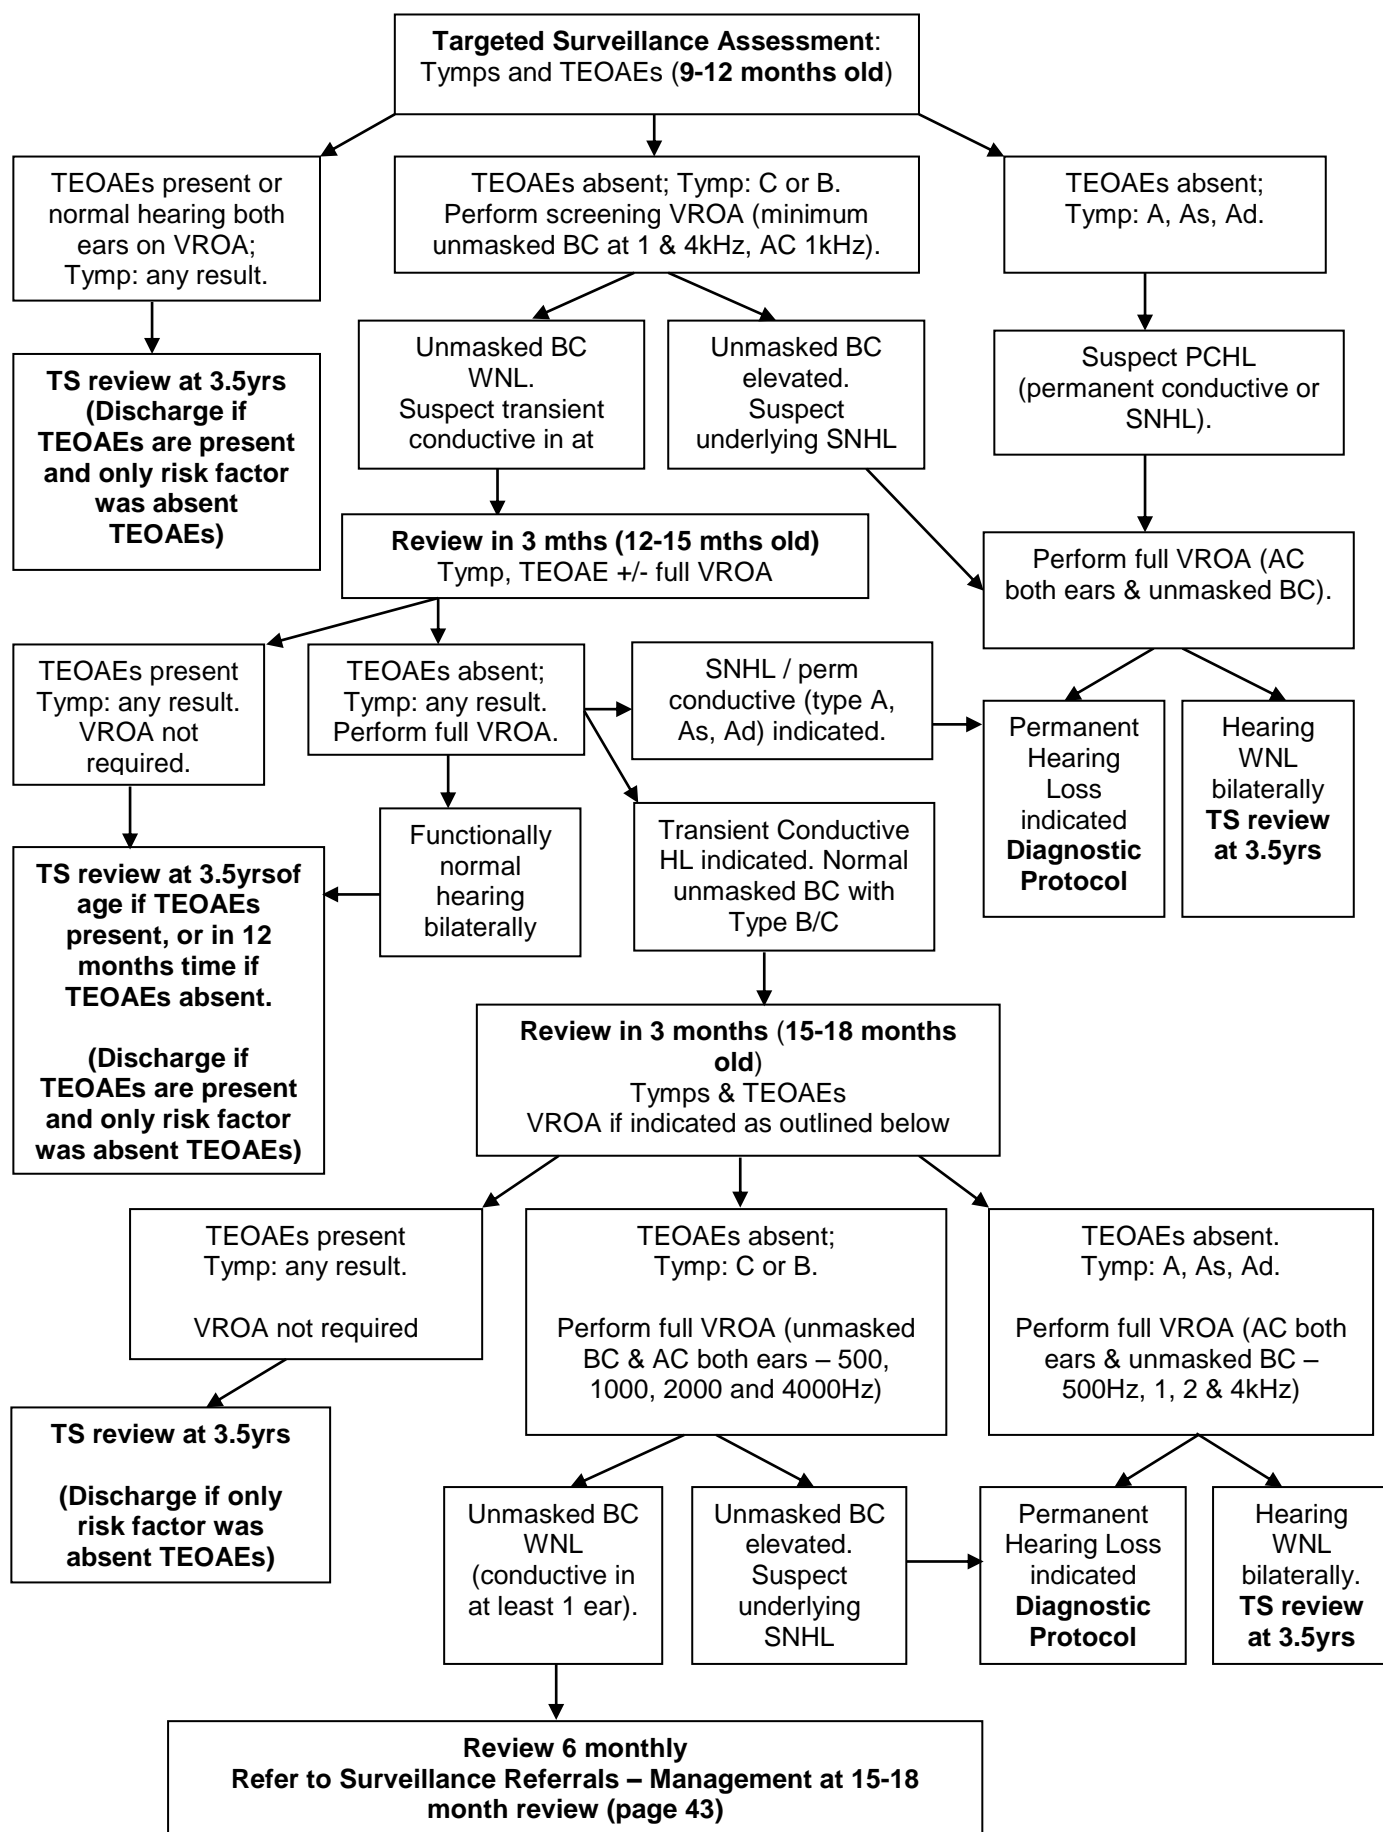 Targeted Surveillance Assessment:
Tymps and TEOAEs (9-12 months old)
TEOAEs present or
normal hearing both
ears on VROA;
Tymp: any result.
TEOAEs absent; Tymp: C or B.
Perform screening VROA (minimum
unmasked BC at 1 & 4kHz, AC 1kHz).
TEOAEs absent;
Tymp: A, As, Ad.
TS review at 3.5yrs
(Discharge if
TEOAEs are present
and only risk factor
was absent
TEOAEs)
Unmasked BC
WNL.
Suspect transient
conductive in at
Unmasked BC
elevated.
Suspect
underlying SNHL
Suspect PCHL
(permanent conductive or
SNHL).
Review in 3 mths (12-15 mths old)
Tymp, TEOAE +/- full VROA
Perform full VROA (AC
both ears & unmasked BC).
TEOAEs present
Tymp: any result.
VROA not
required.
TEOAEs absent;
Tymp: any result.
Perform full VROA.
SNHL / perm
conductive (type A,
As, Ad) indicated.
Permanent
Hearing
Loss
indicated
Diagnostic
Protocol
Hearing
WNL
bilaterally
TS review
at 3.5yrs
Functionally
normal
hearing
bilaterally
Transient Conductive
HL indicated. Normal
unmasked BC with
Type B/C
TS review at 3.5yrsof
age if TEOAEs
present, or in 12
months time if
TEOAEs absent.
(Discharge if
TEOAEs are present
and only risk factor
was absent TEOAEs)
Review in 3 months (15-18 months
old)
Tymps & TEOAEs
VROA if indicated as outlined below
TEOAEs present
Tymp: any result.
VROA not required
TEOAEs absent;
Tymp: C or B.
Perform full VROA (unmasked
BC & AC both ears – 500,
1000, 2000 and 4000Hz)
TEOAEs absent.
Tymp: A, As, Ad.
Perform full VROA (AC both
ears & unmasked BC –
500Hz, 1, 2 & 4kHz)
TS review at 3.5yrs
(Discharge if only
risk factor was
absent TEOAEs)
Unmasked BC
WNL
(conductive in
at least 1 ear).
Unmasked BC
elevated.
Suspect
underlying
SNHL
Permanent
Hearing Loss
indicated
Diagnostic
Protocol
Hearing
WNL
bilaterally.
TS review
at 3.5yrs
Review 6 monthly
Refer to Surveillance Referrals – Management at 15-18
month review (page 43)